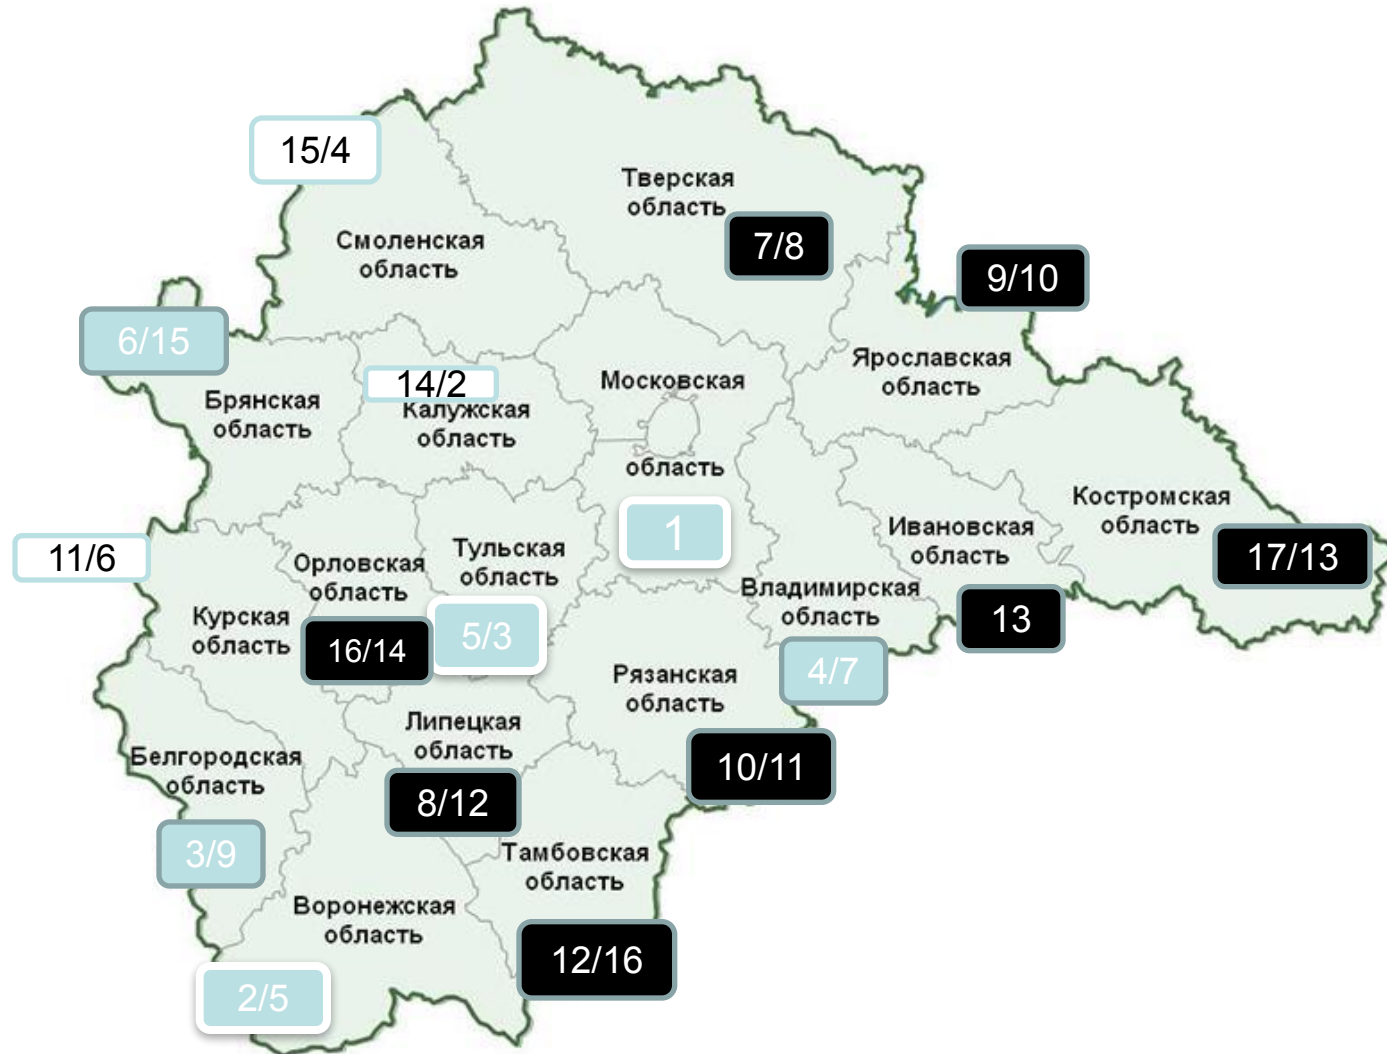 15/4
Тверская
область
7/8
Смоленская
область
9/10
6/15
Ярославская
область
14/2
Московская
Брянская
область
Калужская
область
область
Костромская
область
1
Ивановская
область
17/13
11/6
Орловская
область
Тульская
область
Владимирская
область
13
Курская
область
16/14
5/3
4/7
Рязанская
область
Липецкая
область
Белгородская
область
10/11
8/12
3/9
Тамбовская
область
Воронежская
область
12/16
2/5